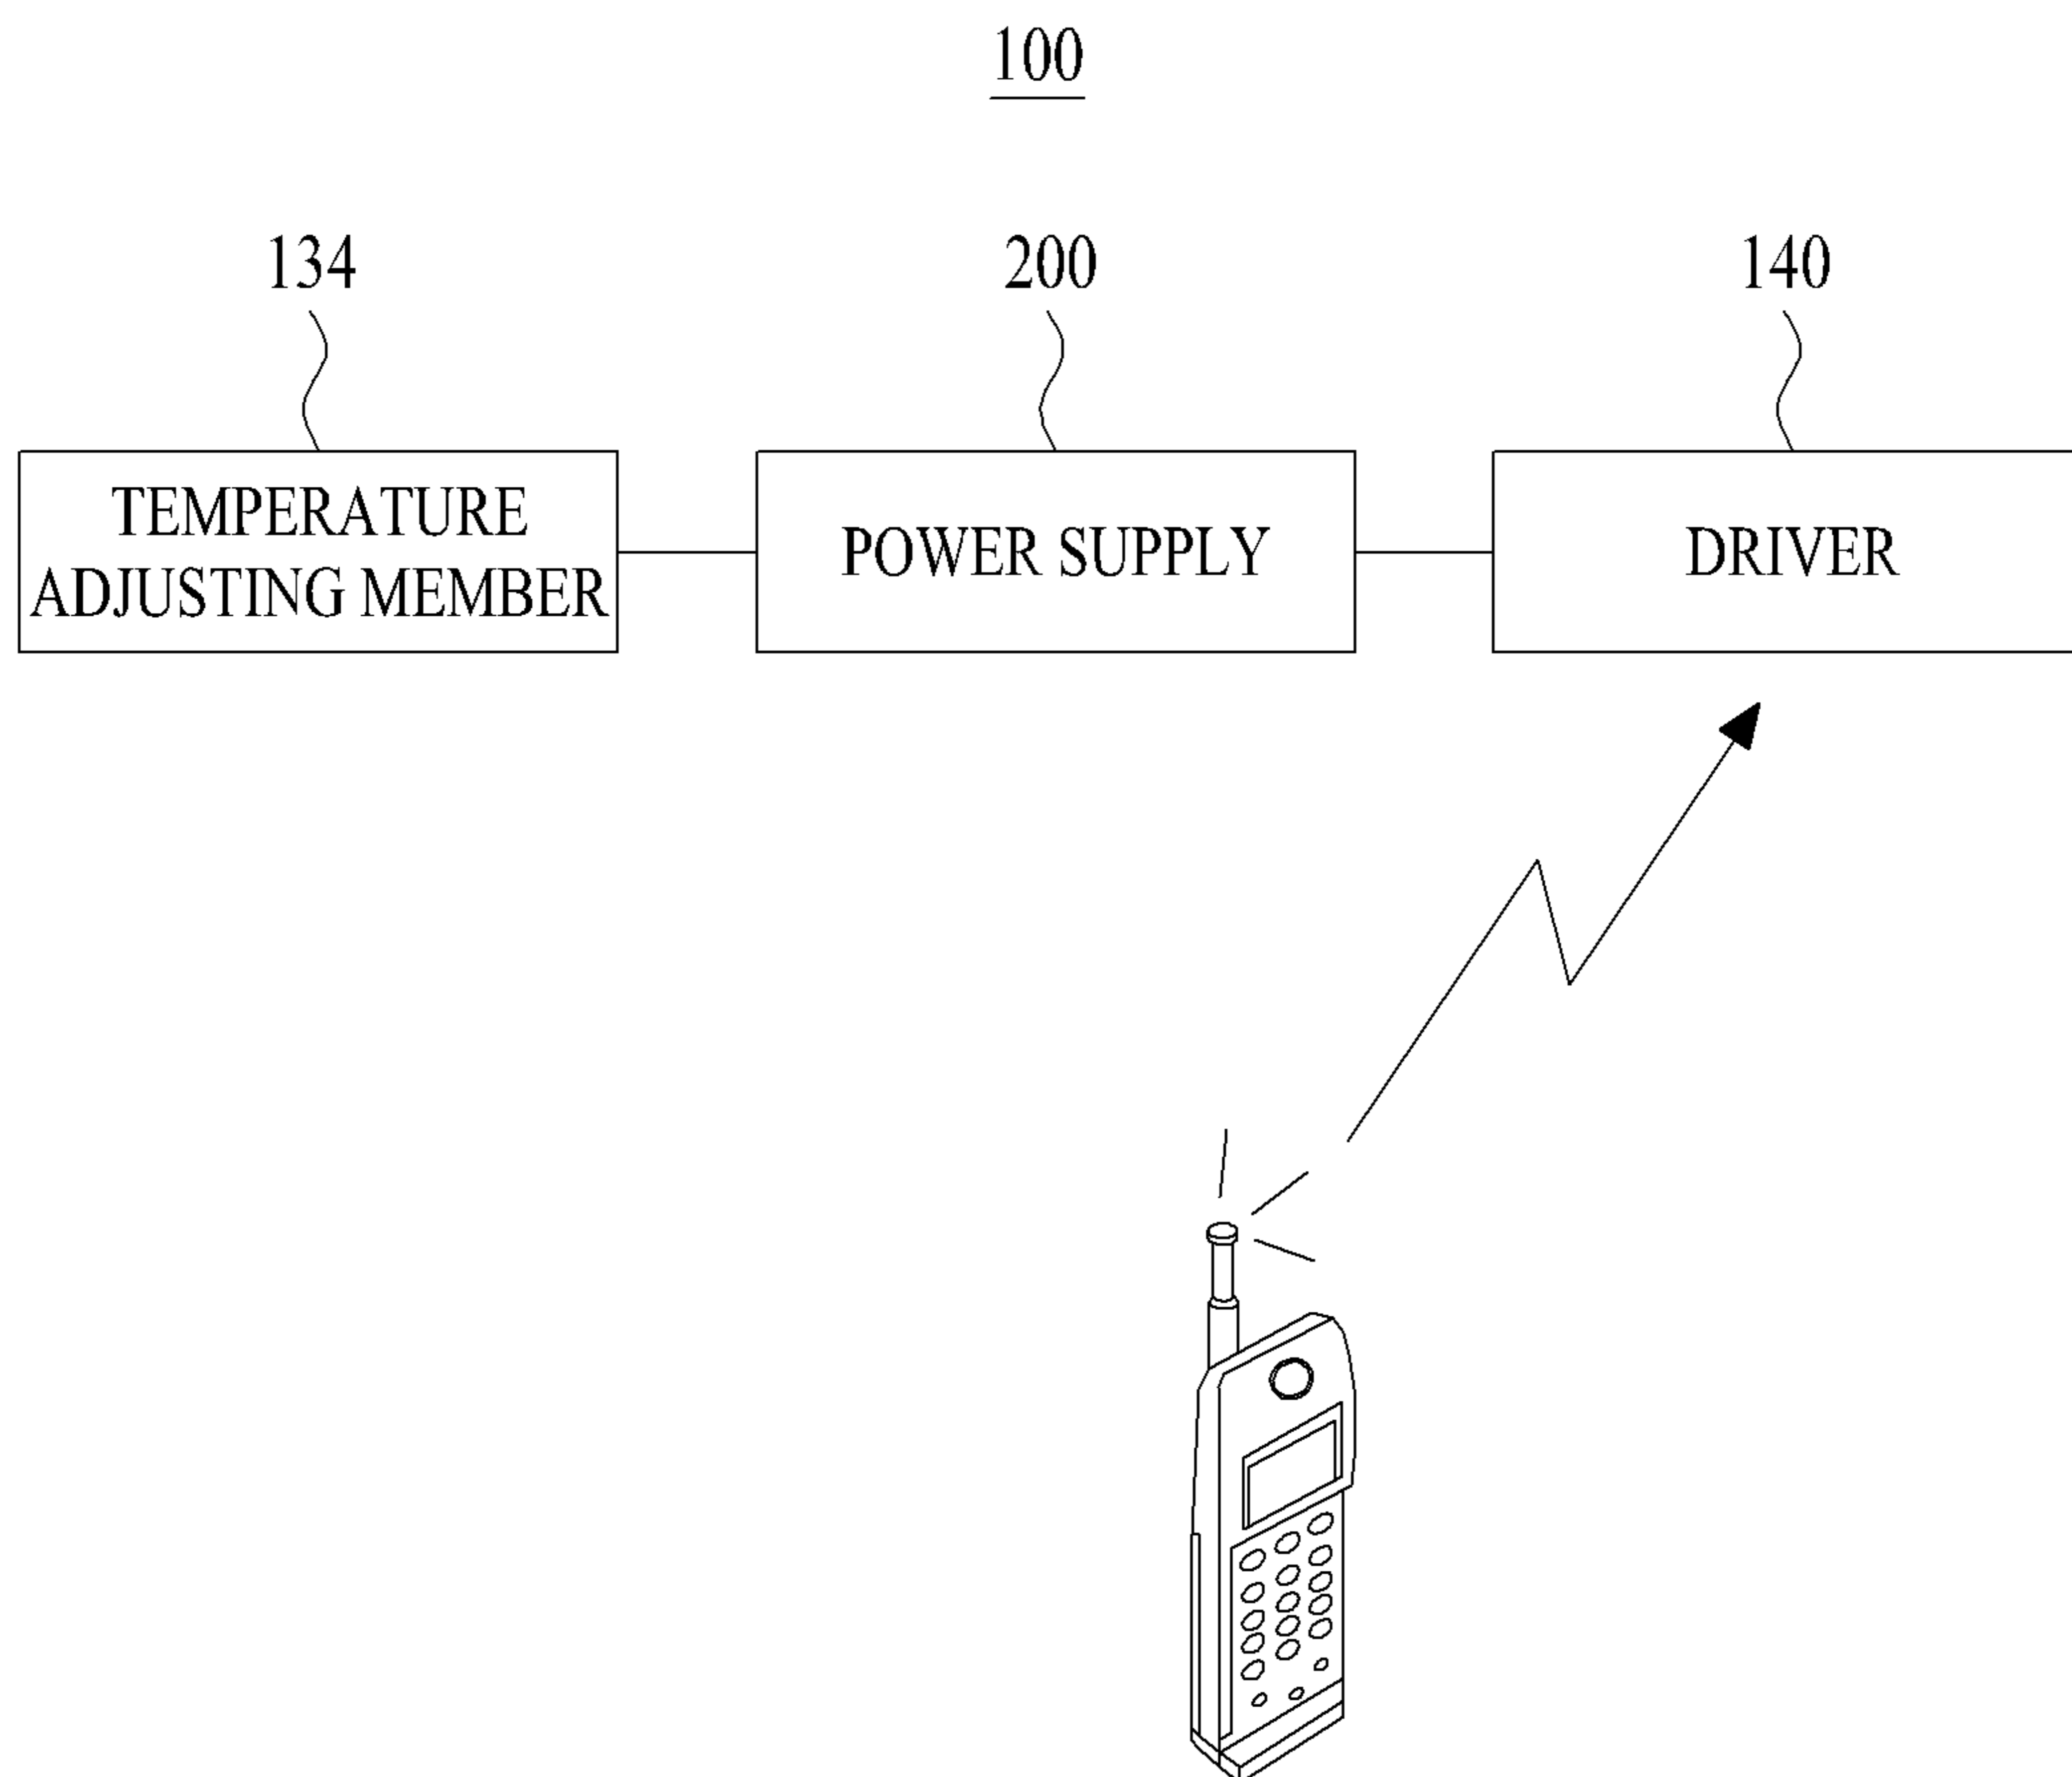 100
134
200
140
TEMPERATURE
ADJUSTING MEMBER
POWER SUPPLY
DRIVER